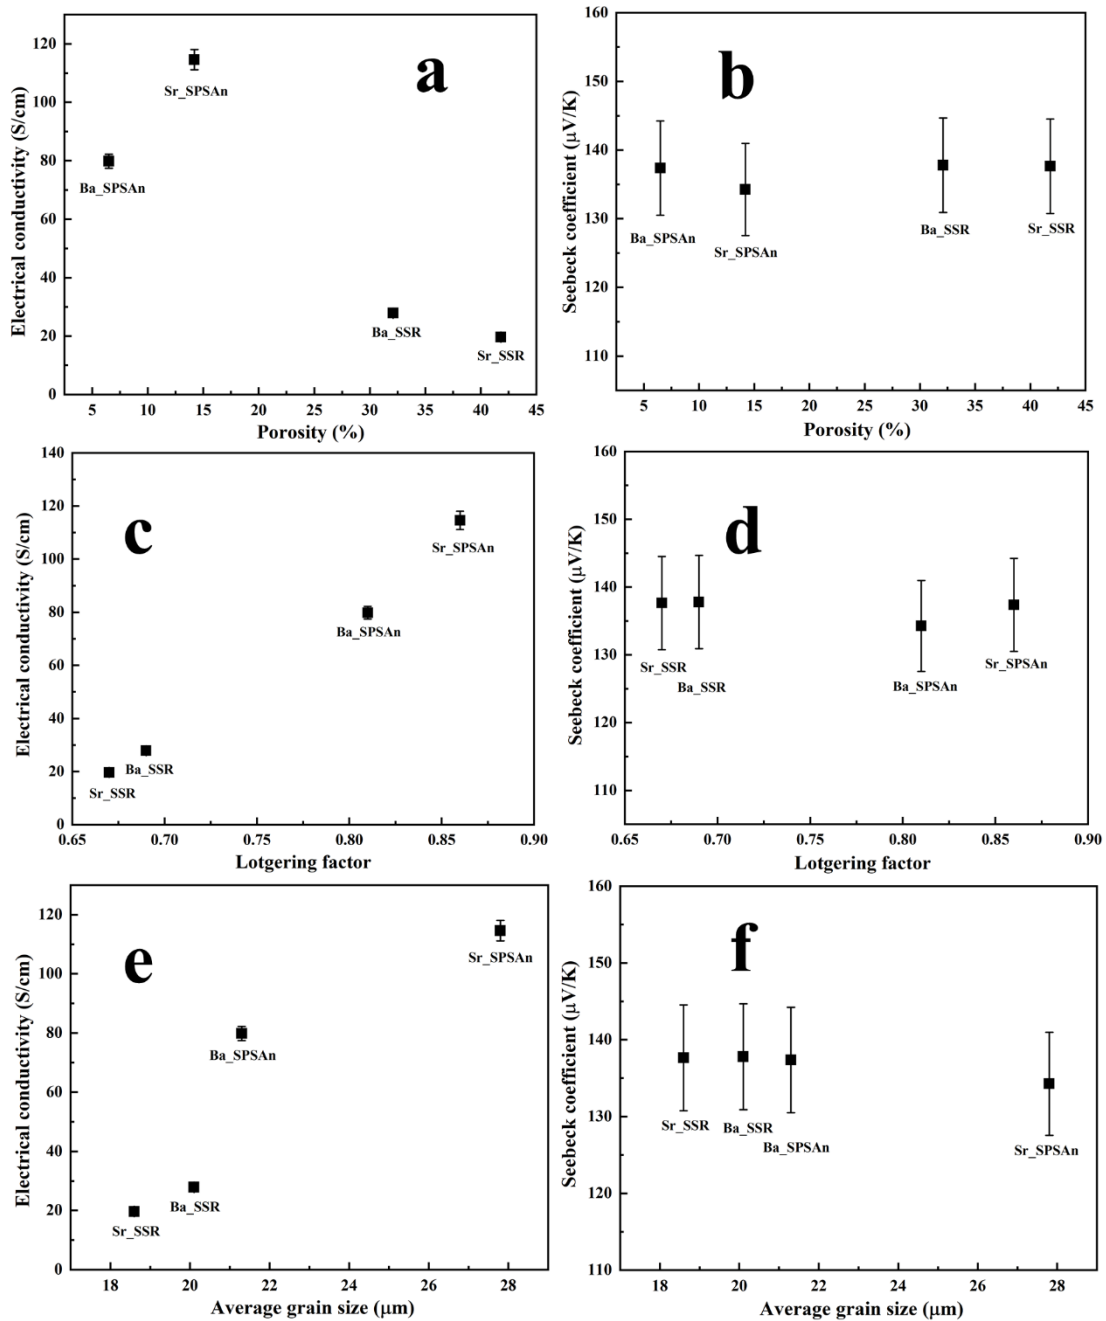 a
Electrical conductivity (S/cm)
120
100
80
60
40
20
0
Sr_SPSAn
Ba_SPSAn
Ba_SSR
Sr_SSR
5 10 15 20 25 30 35 40 45
Porosity (%)
b
Seebeck coefficient (μV/K)
160
150
140
130
120
110
Ba_SPSAn
Sr_SPSAn
Ba_SSR
Sr_SSR
5 10 15 20 25 30 35 40 45
Porosity (%)
c
Electrical conductivity (S/cm)
140
120
100
80
60
40
20
0
Sr_SPSAn
Ba_SPSAn
Ba_SSR
Sr_SSR
0.65 0.70 0.75 0.80 0.85 0.90
Lotgering factor
d
Seebeck coefficient (μV/K)
160
150
140
130
120
110
Sr_SSR
Ba_SSR
Ba_SPSAn
Sr_SPSAn
0.65 0.70 0.75 0.80 0.85 0.90
Lotgering factor
e
Electrical conductivity (S/cm)
120
100
80
60
40
20
0
Sr_SPSAn
Ba_SPSAn
Ba_SSR
Sr_SSR
18 20 22 24 26 28
Average grain size (μm)
f
Seebeck coefficient (μV/K)
160
150
140
130
120
110
Sr_SSR
Ba_SSR
Ba_SPSAn
Sr_SPSAn
18 20 22 24 26 28
Average grain size (μm)